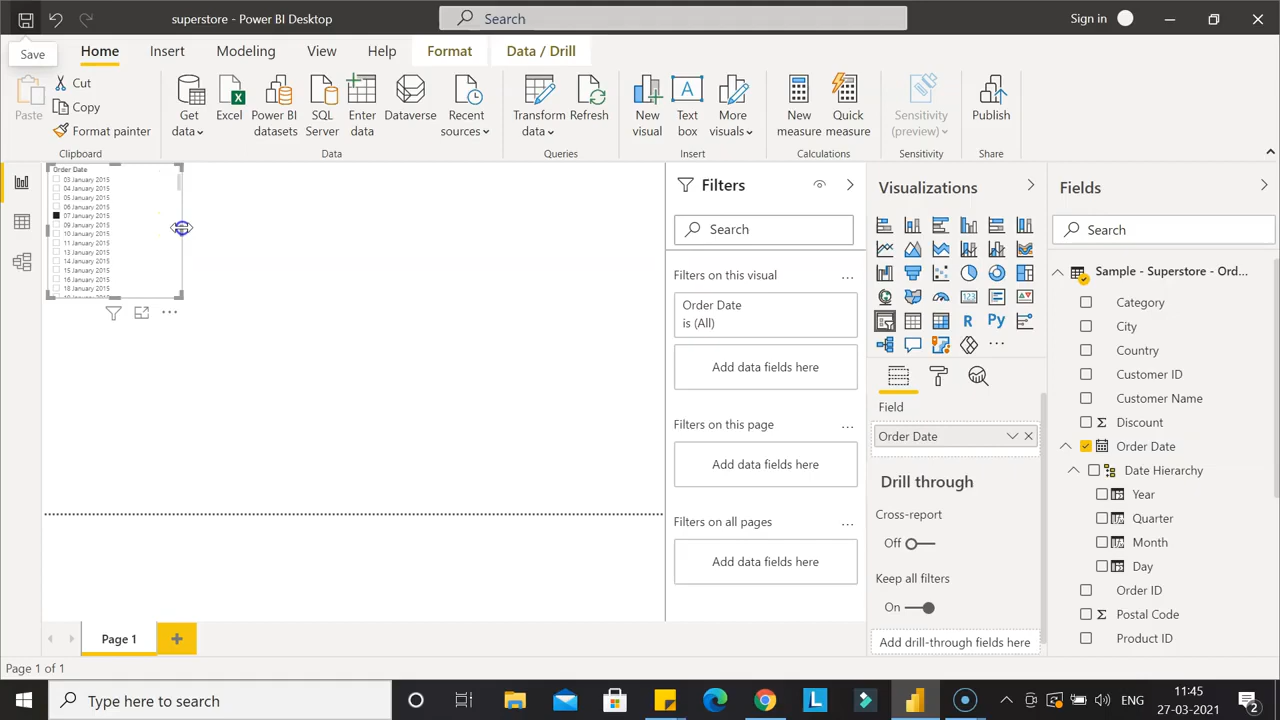 superstore - Power BI Desktop
Search
Sign in
Save
Home
Insert
Modeling
View
Help
Format
Data / Drill
Paste
Cut
Copy
Format painter
Clipboard
Get
data
Excel
Power BI
datasets
SQL
Server
Enter
data
Dataverse
Recent
sources
Data
Transform
data
Refresh
Queries
New
visual
Text
box
More
visuals
Insert
New
measure
Quick
measure
Calculations
Sensitivity
(preview)
Sensitivity
Publish
Share
Order Date
03 January 2015
04 January 2015
05 January 2015
06 January 2015
07 January 2015
09 January 2015
10 January 2015
11 January 2015
13 January 2015
14 January 2015
15 January 2015
16 January 2015
18 January 2015
Filters
Search
Filters on this visual
...
Order Date
is (All)
Add data fields here
Filters on this page
...
Add data fields here
Filters on all pages
...
Add data fields here
Visualizations
R
Py
123
...
Field
Order Date
Drill through
Cross-report
Off
Keep all filters
On
Add drill-through fields here
Fields
Search
Sample - Superstore - Ord...
Category
City
Country
Customer ID
Customer Name
Σ Discount
Order Date
Date Hierarchy
Year
Quarter
Month
Day
Order ID
Σ Postal Code
Product ID
Page 1
Page 1 of 1
Type here to search
L
ENG
11:45
27-03-2021
2